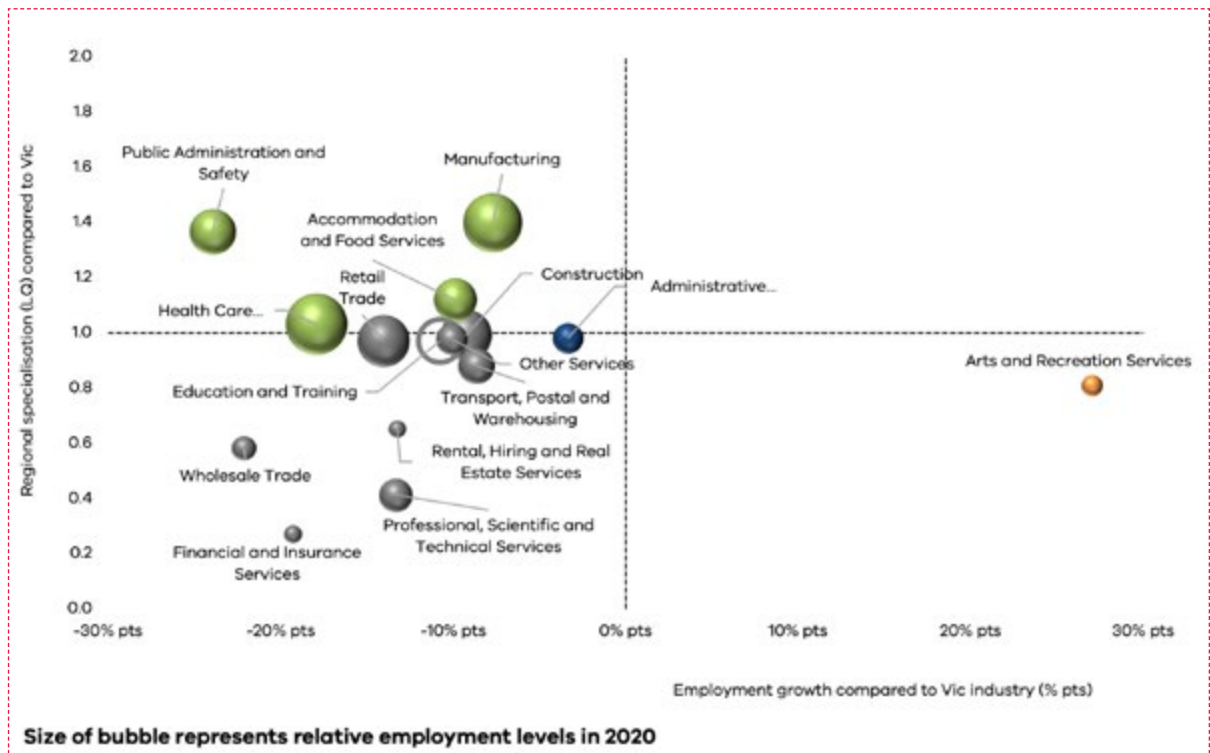 2.0
1.8
Public Administration and
Safety
Manufacturing
1.6
1.4
Accommodation
and Food Services
1.2
Retail
Trade
Construction
Administrative...
Health Care...
1.0
Other Services
Arts and Recreation Services
Education and Training
0.8
Transport, Postal and
Warehousing
0.6
Rental, Hiring and Real
Estate Services
Wholesale Trade
0.4
Professional, Scientific and
Technical Services
0.2
Financial and Insurance
Services
0.0
Regional specialisation (LQ) compared to Vic
-30% pts
-20% pts
-10% pts
0% pts
10% pts
20% pts
30% pts
Employment growth compared to Vic industry (% pts)
Size of bubble represents relative employment levels in 2020